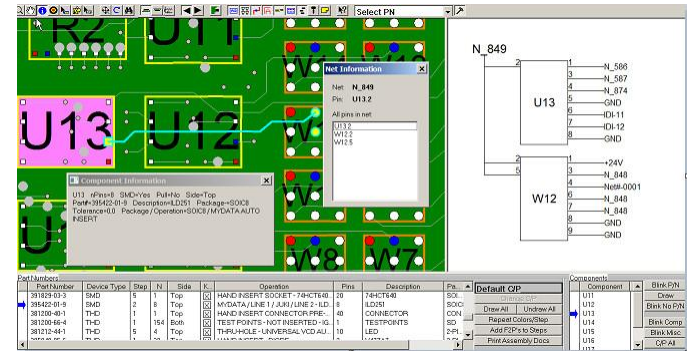 Select PN
R2
U11
U13
U12
W8
W7
Net Information
Net: N_849
Pin: U13.2
All pins in net
U13.2
W12.2
W12.5
Component Information
U13 nPins=8 SMD=Yes Pull=No Side=Top
Part#=395422-01-9 Description=ILD251 Package=SOIC8
Tolerance=0.0 Package/Operation=SOIC8/MYDATA AUTO
INSERT
N_849
U13
2
1
3
4
5
6
7
8
N_586
N_587
N_874
GND
IDI-11
IDI-12
GND
W12
2
5
1
3
4
6
7
8
9
+24V
N_848
Net#-0001
N_848
N_848
GND
GND
Part Numbers
Part Number Device Type Step N Side K.. Operation Pins Description Pa...
391829-03-3 SMD 5 1 Top HAND INSERT SOCKET - 74HCT640.. 20 74HCT640 SOI...
395422-01-9 SMD 2 8 Top MYDATA / LINE 1 / JUKI / LINE 2 - ILD.. 8 ILD251 SOIC
381200-40-1 THD 1 1 Top HAND INSERT CONNECTOR PRE-.. 40 CONNECTOR CON
381200-66-4 THD 1 154 Both TEST POINTS - NOT INSERTED - IG.. 1 TESTPOINTS SD
381212-44-1 THD 5 4 Top THRU-HOLE - UNIVERSAL VCD AU... 10 LED 2-PI...
Default C/P
Change C/P
Draw All Undraw All
Repeat Colors/Step
Add F2P's to Steps
Print Assembly Docs
Components
Component
U11
U12
U13
U14
U15
U16
Blink P/N
Draw
Blink No P/N
Blink Comp
Blink Misc
C/P All